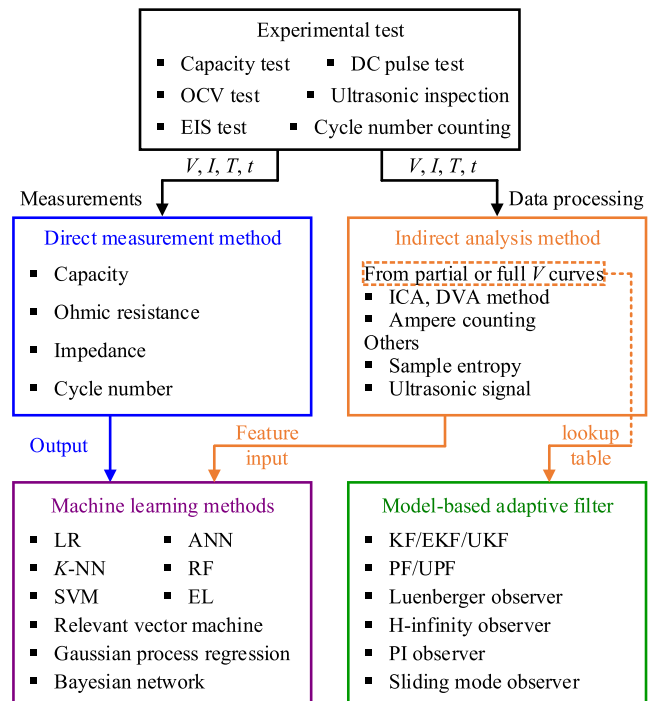 Experimental test
▪ Capacity test ▪ DC pulse test
▪ OCV test ▪ Ultrasonic inspection
▪ EIS test ▪ Cycle number counting
V, I, T, t V, I, T, t
Measurements Data processing
Direct measurement method
▪ Capacity
▪ Ohmic resistance
▪ Impedance
▪ Cycle number
Indirect analysis method
From partial or full V curves
▪ ICA, DVA method
▪ Ampere counting
Others
▪ Sample entropy
▪ Ultrasonic signal
Output
Feature
input
lookup
table
Machine learning methods
▪ LR ▪ ANN
▪ K-NN ▪ RF
▪ SVM ▪ EL
▪ Relevant vector machine
▪ Gaussian process regression
▪ Bayesian network
Model-based adaptive filter
▪ KF/EKF/UKF
▪ PF/UPF
▪ Luenberger observer
▪ H-infinity observer
▪ PI observer
▪ Sliding mode observer